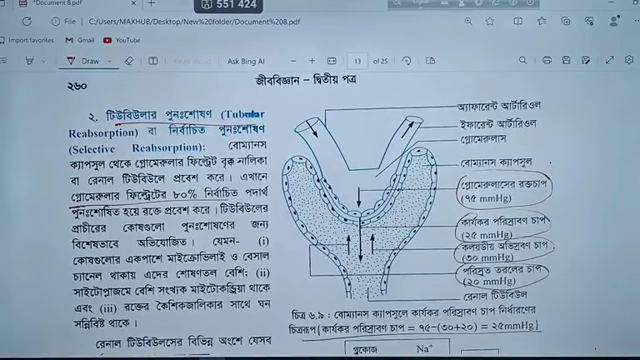 Document 8.pdf
551 424
File
C:/Users/MAXHUB/Desktop/New%20folder/Document%208.pdf
Import favorites
Gmail
YouTube
Draw
Ask Bing AI
13
of 25
২৬০
জীববিজ্ঞান – দ্বিতীয় পত্র
২. টিউবিউলার পুনঃশোষণ (Tubular
Reabsorption) বা নির্বাচিত পুনঃশোষণ
(Selective Reabsorption): বোম্যানস
ক্যাপসুল থেকে গ্লোমেরুলার ফিল্ট্রেট বৃক্ক নালিকা
বা রেনাল টিউবিউলে প্রবেশ করে। এখানে
গ্লোমেরুলার ফিল্ট্রেটের ৮০% নির্বাচিত পদার্থ
পুনঃশোষিত হয়ে রক্তে প্রবেশ করে। টিউবিউলের
প্রাচীরের কোষগুলো পুনঃশোষণের জন্য
বিশেষভাবে অভিযোজিত। যেমন- (i)
কোষগুলোর একপাশে মাইক্রোভিলাই ও বেসাল
চ্যানেল থাকায় এদের শোষণতল বেশি; (ii)
সাইটোপ্লাজমে বেশি সংখ্যক মাইটোকন্ড্রিয়া থাকে
এবং (iii) রক্তের কৈশিকজালিকার সাথে ঘন
সন্নিবিষ্ট থাকে।
রেনাল টিউবিউলসের বিভিন্ন অংশে যেসব
অ্যাফারেন্ট আর্টারিওল
ইফারেন্ট আর্টারিওল
গ্লোমেরুলাস
বোম্যানস ক্যাপসুল
গ্লোমেরুলাসের রক্তচাপ
(৭৫ mmHg)
কার্যকর পরিস্রাবণ চাপ
(২৫ mmHg)
কলয়ডীয় অভিস্রবণ চাপ
(৩০ mmHg)
পরিস্রুত তরলের চাপ
(২০ mmHg)
রেনাল টিউবিউল
চিত্র ৬.৯ : বোম্যানস ক্যাপসুলে কার্যকর পরিস্রাবণ চাপ নির্ধারণের
চিত্ররূপ{কার্যকর পরিস্রাবণ চাপ = ৭৫-(৩০+২০) = ২৫mmHg}
গ্লুকোজ
Na⁺